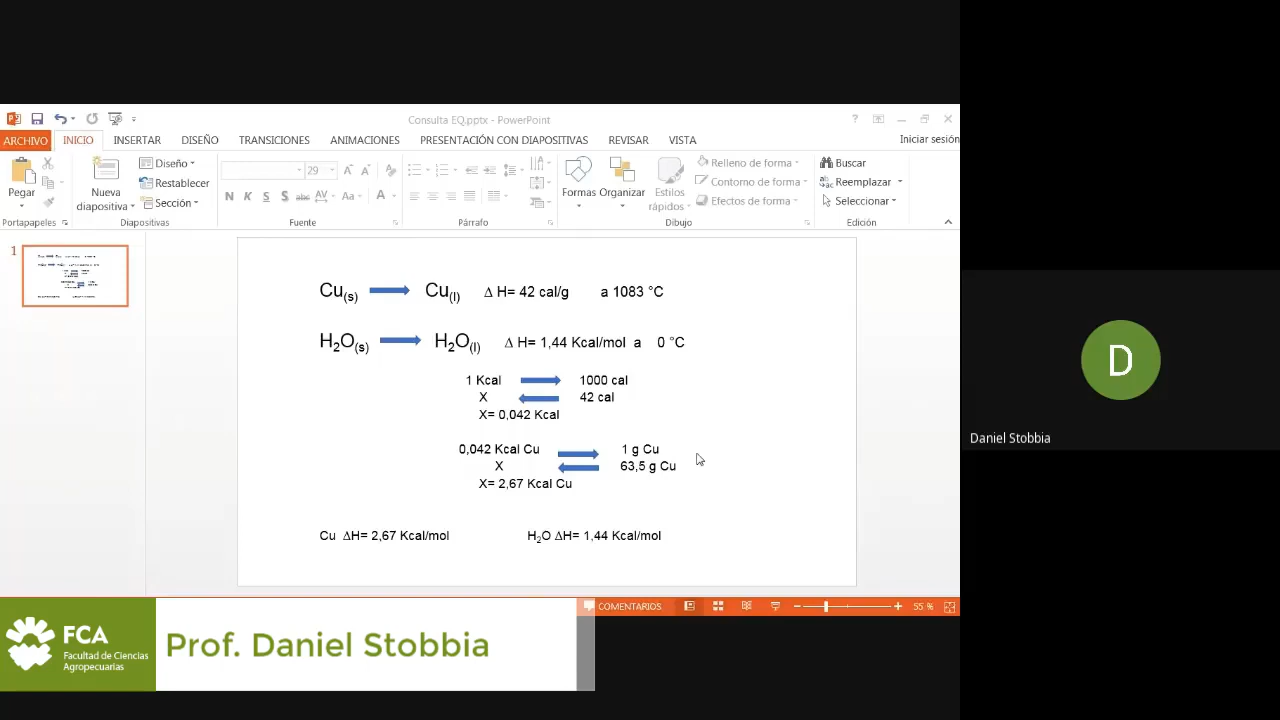 Consulta EQ.pptx - PowerPoint
ARCHIVO INICIO INSERTAR DISEÑO TRANSICIONES ANIMACIONES PRESENTACIÓN CON DIAPOSITIVAS REVISAR VISTA Iniciar sesión
Pegar
Nueva diapositiva
Diseño
Restablecer
Sección
29
N K S S abc AV Aa A
Formas Organizar Estilos rápidos
Relleno de forma
Contorno de forma
Efectos de forma
Buscar
Reemplazar
Seleccionar
Portapapeles Diapositivas Fuente Párrafo Dibujo Edición
1
Cu(s) Cu(l) Δ H= 42 cal/g a 1083 °C
H2O(s) H2O(l) Δ H= 1,44 Kcal/mol a 0 °C
1 Kcal 1000 cal
X 42 cal
X= 0,042 Kcal
0,042 Kcal Cu 1 g Cu
X 63,5 g Cu
X= 2,67 Kcal Cu
Cu ΔH= 2,67 Kcal/mol H2O ΔH= 1,44 Kcal/mol
COMENTARIOS 55 %
FCA
Facultad de Ciencias
Agropecuarias
Prof. Daniel Stobbia
D
Daniel Stobbia